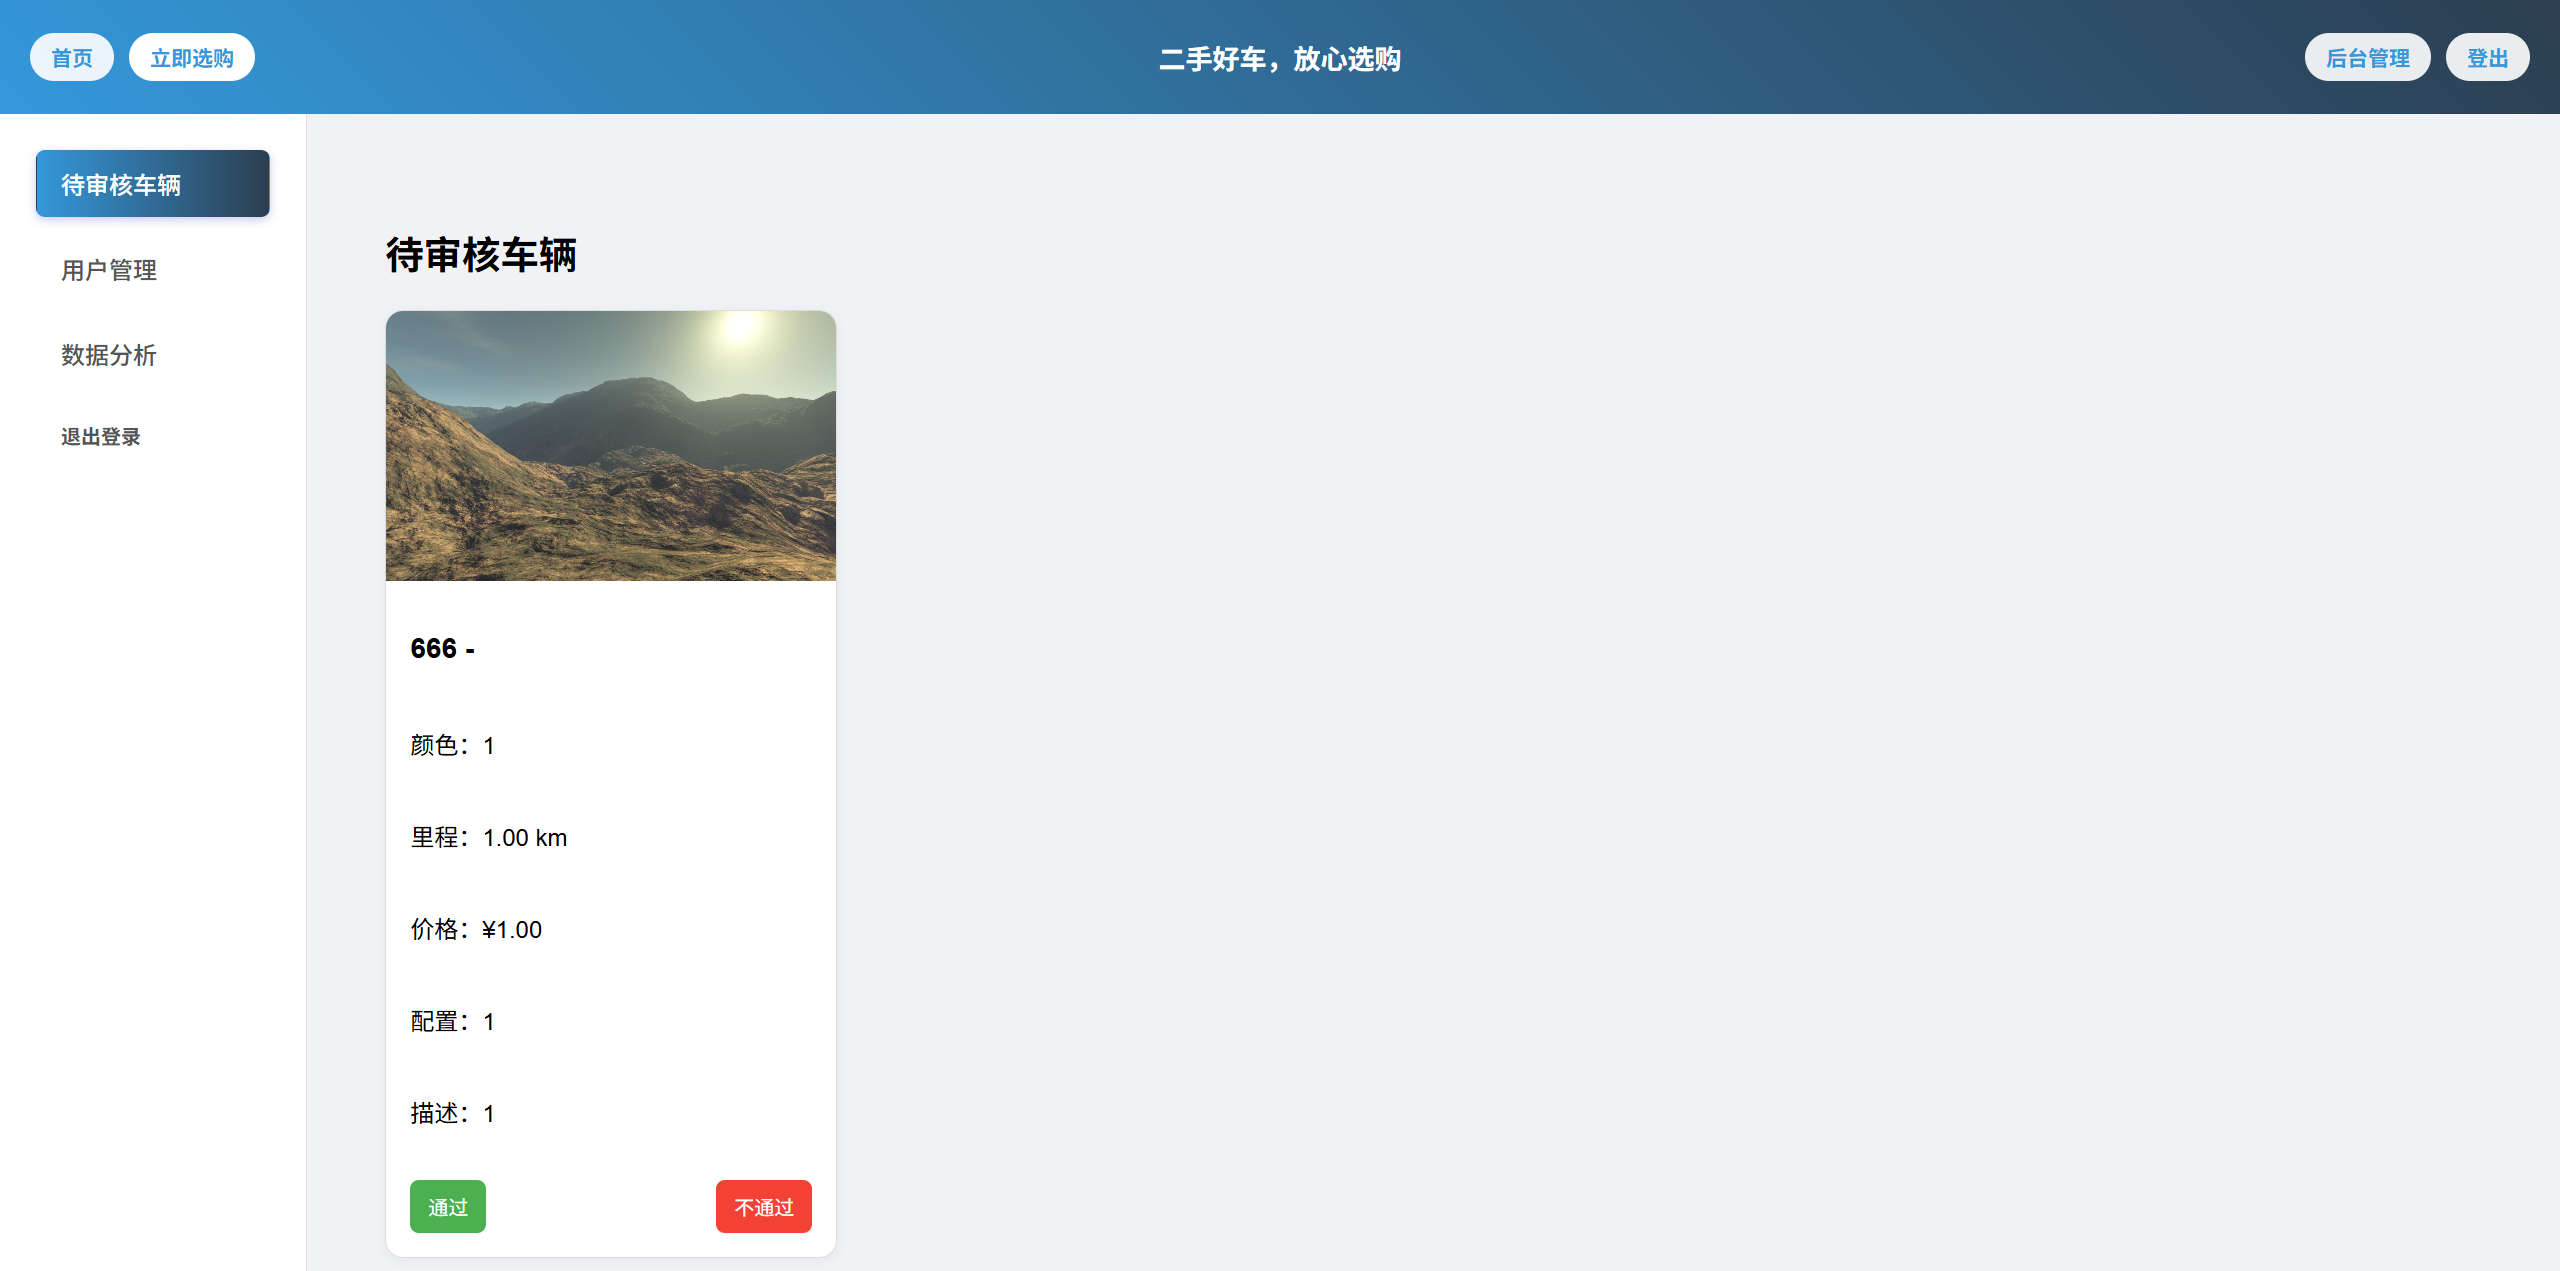 首页
立即选购
二手好车，放心选购
后台管理
登出
待审核车辆
用户管理
数据分析
退出登录
待审核车辆
666 -
颜色：1
里程：1.00 km
价格：¥1.00
配置：1
描述：1
通过
不通过